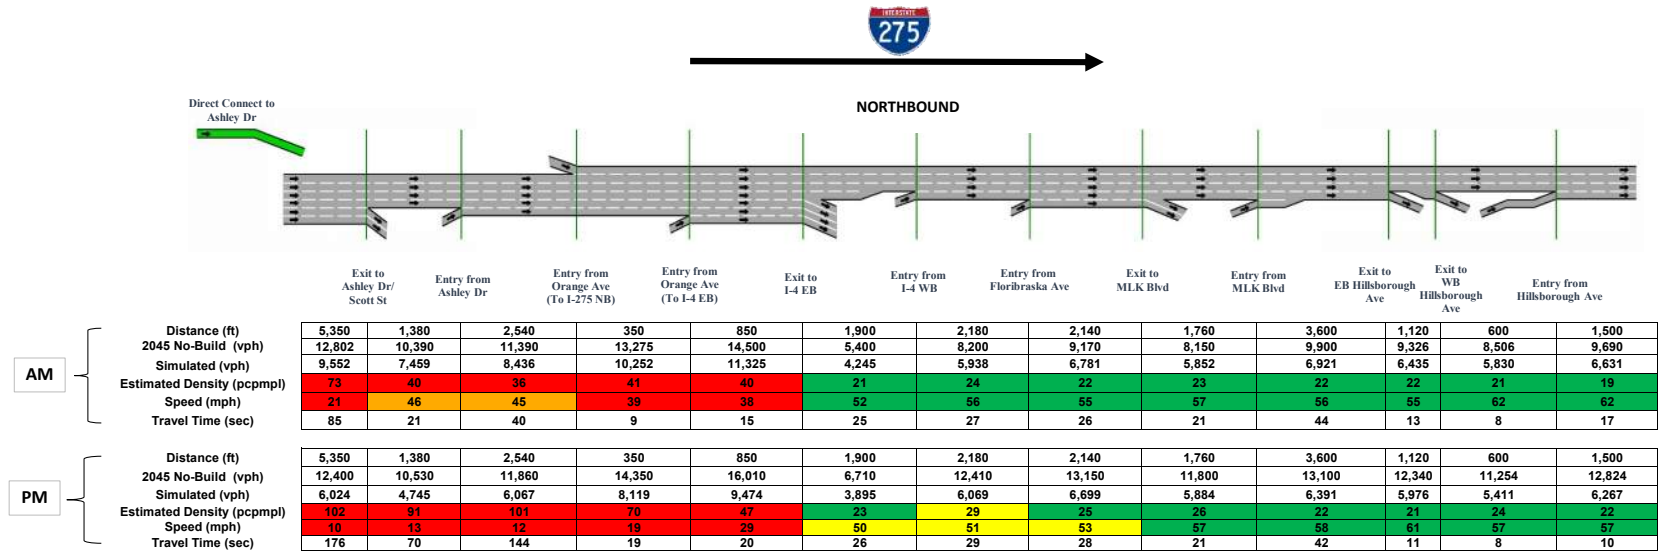 INTERSTATE
275
NORTHBOUND
Direct Connect to
Ashley Dr
Exit to
Ashley Dr/
Scott St
Entry from
Ashley Dr
Entry from
Orange Ave
(To I-275 NB)
Entry from
Orange Ave
(To I-4 EB)
Exit to
I-4 EB
Entry from
I-4 WB
Entry from
Floribraska Ave
Exit to
MLK Blvd
Entry from
MLK Blvd
Exit to
EB Hillsborough
Ave
Exit to
WB
Hillsborough
Ave
Entry from
Hillsborough Ave
AM
Distance (ft) 5,350 1,380 2,540 350 850 1,900 2,180 2,140 1,760 3,600 1,120 600 1,500
2045 No-Build (vph) 12,802 10,390 11,390 13,275 14,500 5,400 8,200 9,170 8,150 9,900 9,326 8,506 9,690
Simulated (vph) 9,552 7,459 8,436 10,252 11,325 4,245 5,938 6,781 5,852 6,921 6,435 5,830 6,631
Estimated Density (pcpmpl) 73 40 36 41 40 21 24 22 23 22 22 21 19
Speed (mph) 21 46 45 39 38 52 56 55 57 56 55 62 62
Travel Time (sec) 85 21 40 9 15 25 27 26 21 44 13 8 17
PM
Distance (ft) 5,350 1,380 2,540 350 850 1,900 2,180 2,140 1,760 3,600 1,120 600 1,500
2045 No-Build (vph) 12,400 10,530 11,860 14,350 16,010 6,710 12,410 13,150 11,800 13,100 12,340 11,254 12,824
Simulated (vph) 6,024 4,745 6,067 8,119 9,474 3,895 6,069 6,699 5,884 6,391 5,976 5,411 6,267
Estimated Density (pcpmpl) 102 91 101 70 47 23 29 25 26 22 21 24 22
Speed (mph) 10 13 12 19 29 50 51 53 57 58 61 57 57
Travel Time (sec) 176 70 144 19 20 26 29 28 21 42 11 8 10